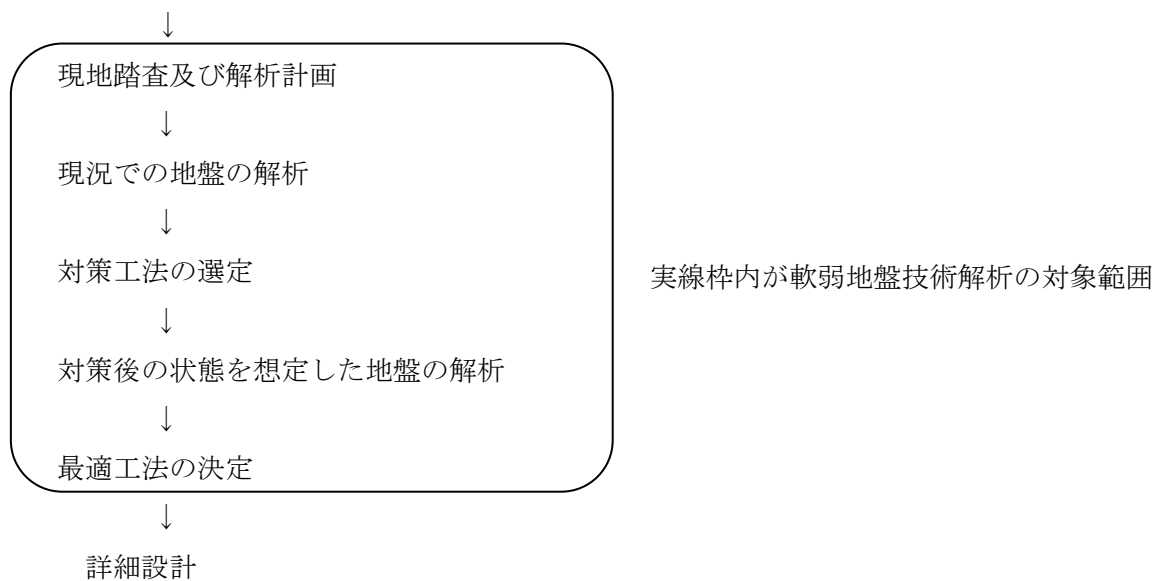 ↓
現地踏査及び解析計画
↓
現況での地盤の解析
↓
対策工法の選定
実線枠内が軟弱地盤技術解析の対象範囲
↓
対策後の状態を想定した地盤の解析
↓
最適工法の決定
↓
詳細設計